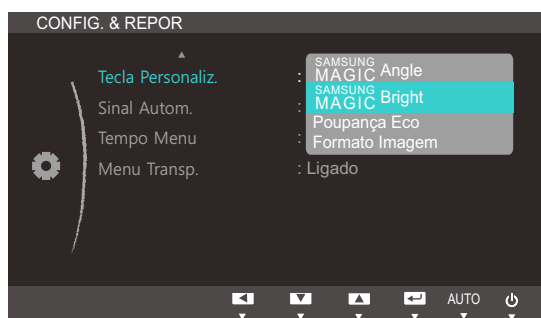 CONFIG. & REPOR
Tecla Personaliz. :
SAMSUNG MAGIC Angle
SAMSUNG MAGIC Bright
Sinal Autom. :
Poupança Eco
Tempo Menu :
Formato Imagem
Menu Transp. : Ligado
AUTO